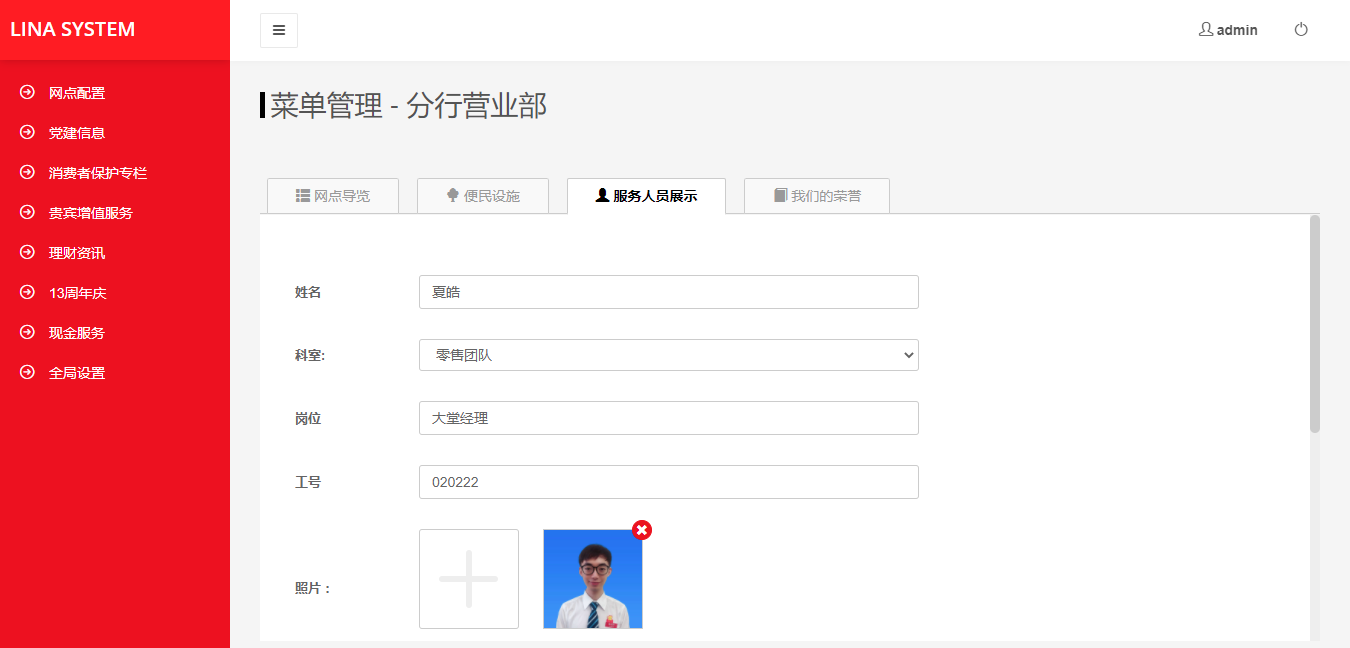 LINA SYSTEM
admin
网点配置
党建信息
消费者保护专栏
贵宾增值服务
理财资讯
13周年庆
现金服务
全局设置
菜单管理 - 分行营业部
网点导览
便民设施
服务人员展示
我们的荣誉
姓名
夏皓
科室:
零售团队
岗位
大堂经理
工号
020222
照片：